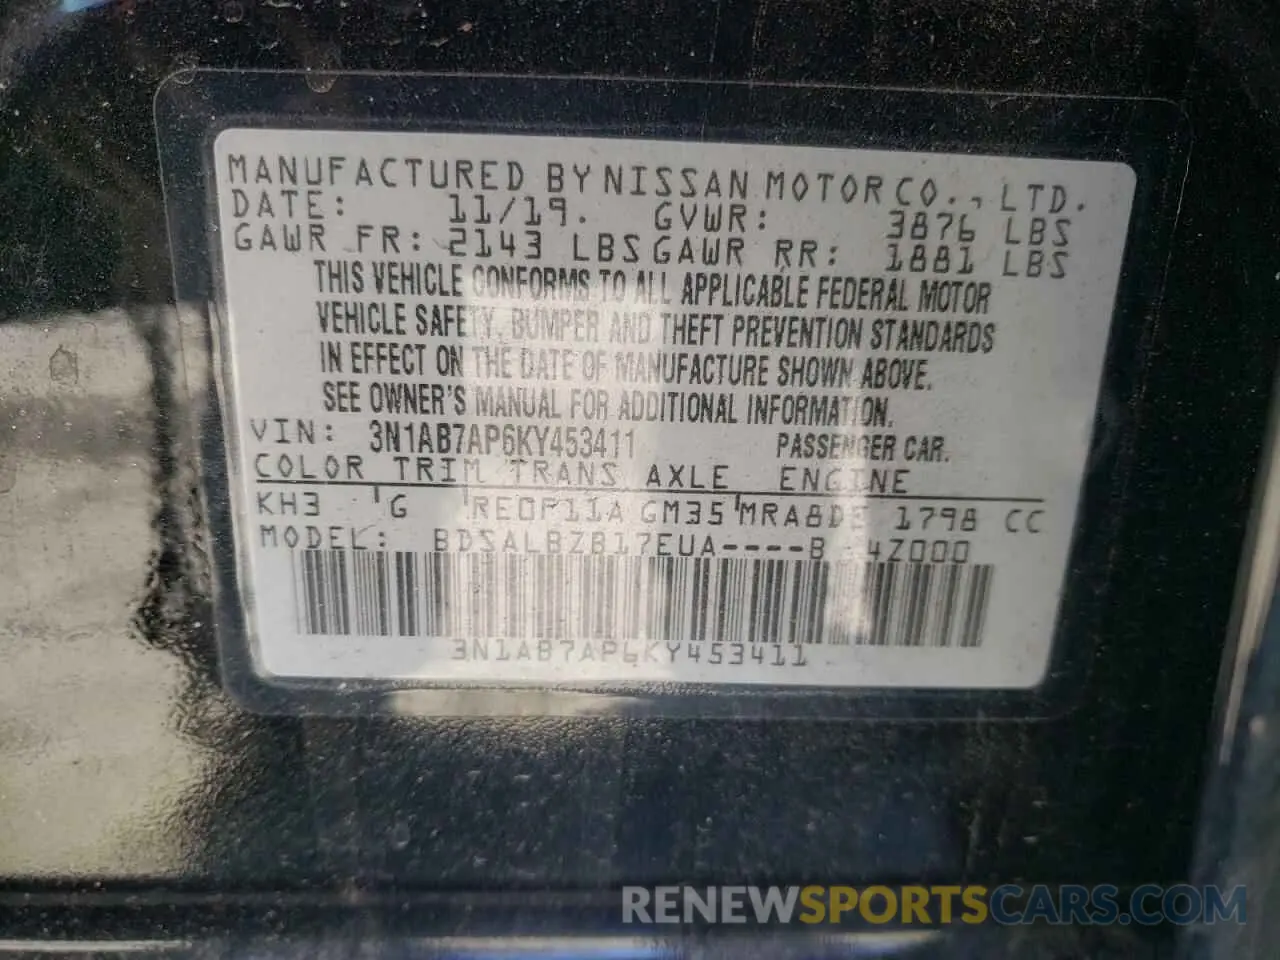 MANUFACTURED BY NISSAN MOTOR CO., LTD.
DATE: 11/19. GVWR: 3876 LBS
GAWR FR: 2143 LBS GAWR RR: 1881 LBS
THIS VEHICLE CONFORMS TO ALL APPLICABLE FEDERAL MOTOR
VEHICLE SAFETY, BUMPER AND THEFT PREVENTION STANDARDS
IN EFFECT ON THE DATE OF MANUFACTURE SHOWN ABOVE.
SEE OWNER'S MANUAL FOR ADDITIONAL INFORMATION.
VIN: 3N1AB7AP6KY453411 PASSENGER CAR.
COLOR TRIM TRANS AXLE ENGINE
KH3 G RE0F11A GM35 MRA8DE 1798 CC
MODEL: BDSALBZB17EUA----B 4Z000
3N1AB7AP6KY453411
RENEWSPORTSCARS.COM